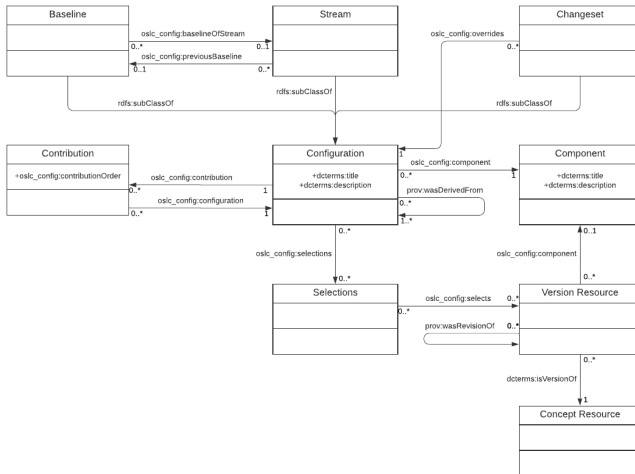 Baseline
Stream
Changeset
oslc_config:baselineOfStream
0..*
0..1
oslc_config:previousBaseline
0..1
0..*
oslc_config:overrides
0..*
rdfs:subClassOf
rdfs:subClassOf
rdfs:subClassOf
Contribution
+oslc_config:contributionOrder
oslc_config:contribution
0..*
1
oslc_config:configuration
0..*
1
Configuration
+dcterms:title
+dcterms:description
1
oslc_config:component
0..*
1
prov:wasDerivedFrom
0..*
1..*
Component
+dcterms:title
+dcterms:description
0..*
0..1
oslc_config:selections
oslc_config:component
0..*
0..*
Selections
oslc_config:selects
0..*
0..*
Version Resource
prov:wasRevisionOf
0..*
0..*
dcterms:isVersionOf
1
Concept Resource